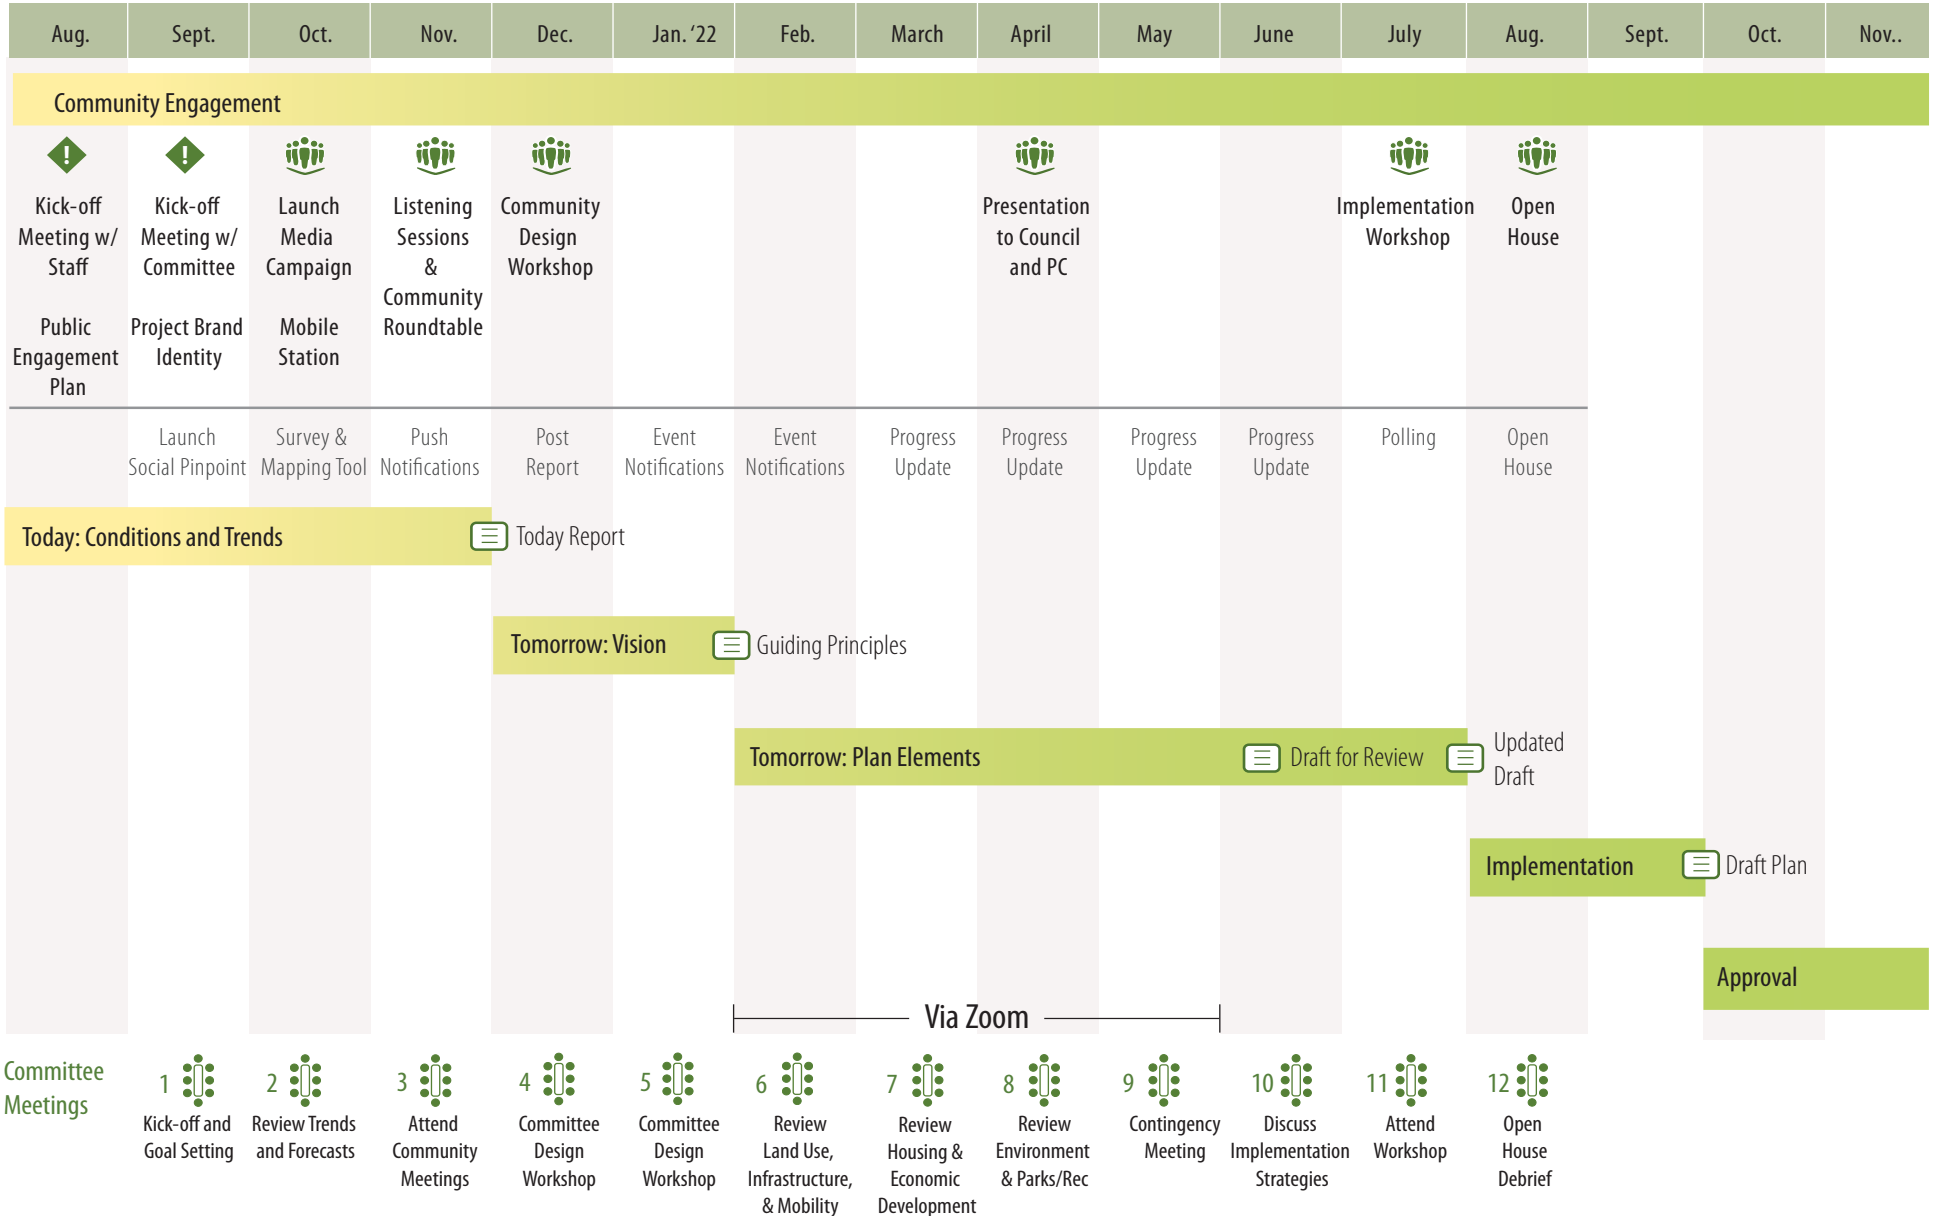 Aug. Sept. Oct. Nov. Dec. Jan. ‘22 Feb. March April May June July Aug. Sept. Oct. Nov..
Community Engagement
!
Kick-off
Meeting w/
Staff
Public
Engagement
Plan
!
Kick-off
Meeting w/
Committee
Project Brand
Identity
Launch
Media
Campaign
Mobile
Station
Listening
Sessions
&
Community
Roundtable
Community
Design
Workshop
Presentation
to Council
and PC
Implementation
Workshop
Open
House
Launch
Social Pinpoint
Survey &
Mapping Tool
Push
Notifications
Post
Report
Event
Notifications
Event
Notifications
Progress
Update
Progress
Update
Progress
Update
Progress
Update
Polling
Open
House
Today: Conditions and Trends
Today Report
Tomorrow: Vision
Guiding Principles
Tomorrow: Plan Elements
Draft for Review
Updated
Draft
Implementation
Draft Plan
Approval
Via Zoom
Committee
Meetings
1
Kick-off and
Goal Setting
2
Review Trends
and Forecasts
3
Attend
Community
Meetings
4
Committee
Design
Workshop
5
Committee
Design
Workshop
6
Review
Land Use,
Infrastructure,
& Mobility
7
Review
Housing &
Economic
Development
8
Review
Environment
& Parks/Rec
9
Contingency
Meeting
10
Discuss
Implementation
Strategies
11
Attend
Workshop
12
Open
House
Debrief